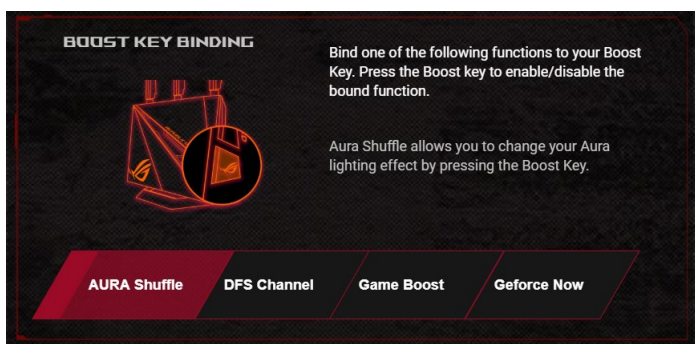 BOOST KEY BINDING
Bind one of the following functions to your Boost
Key. Press the Boost key to enable/disable the
bound function.
Aura Shuffle allows you to change your Aura
lighting effect by pressing the Boost Key.
AURA Shuffle
DFS Channel
Game Boost
Geforce Now